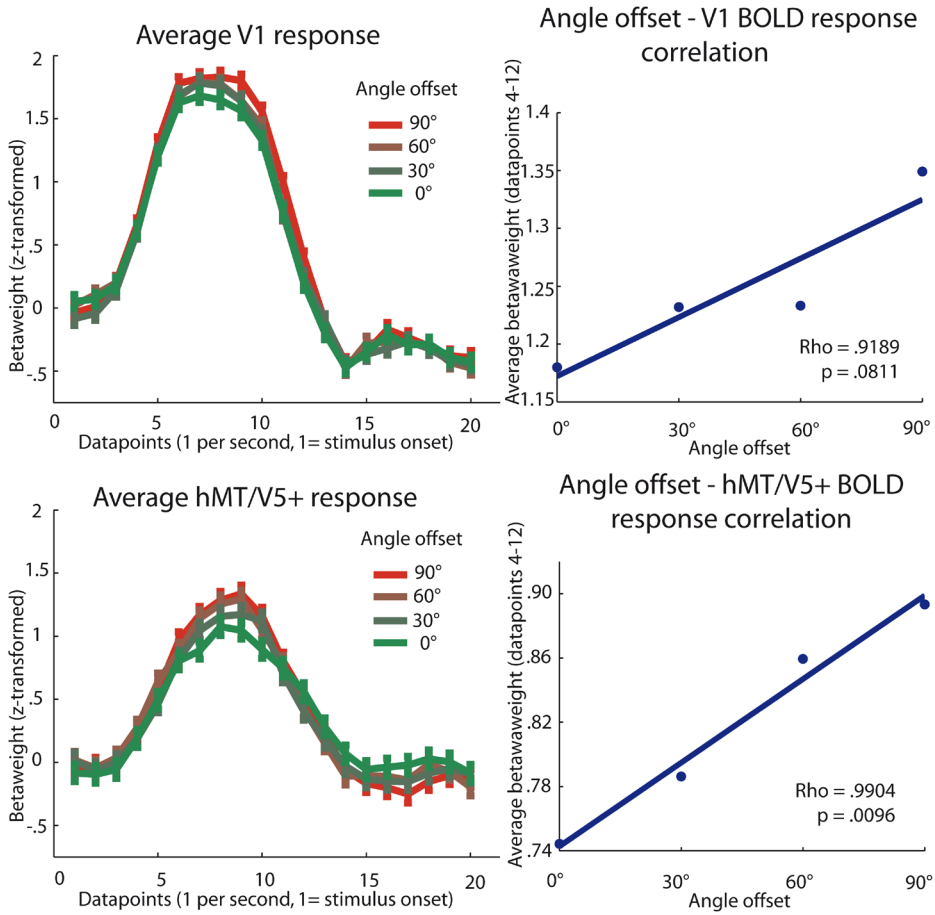 Average V1 response
Betaweight (z-transformed)
2
1.5
1
.5
0
-.5
Angle offset
90°
60°
30°
0°
0 5 10 15 20
Datapoints (1 per second, 1= stimulus onset)
Angle offset - V1 BOLD response
correlation
Average betawaweight (datapoints 4-12)
1.4
1.35
1.3
1.25
1.2
1.15
Rho = .9189
p = .0811
0° 30° 60° 90°
Angle offset
Average hMT/V5+ response
Betaweight (z-transformed)
2
1.5
1
.5
0
-.5
Angle offset
90°
60°
30°
0°
0 5 10 15 20
Datapoints (1 per second, 1= stimulus onset)
Angle offset - hMT/V5+ BOLD
response correlation
Average betawaweight (datapoints 4-12)
.90
.86
.82
.78
.74
Rho = .9904
p = .0096
0° 30° 60° 90°
Angle offset